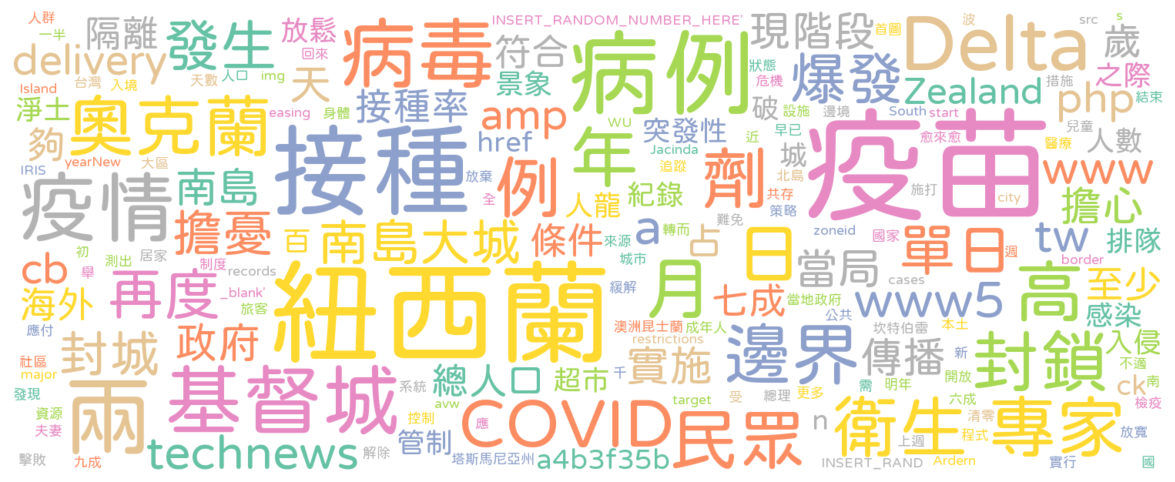 人群
一半
隔離
發生
放鬆
回來
INSERT_RANDOM_NUMBER_HERE'
病毒
符合
病例
現階段
首圖
波
Delta
src
s
歲
delivery
台灣
入境
天數
人口
img
天
景象
狀態
危機
爆發
措施
之際
結束
Island
淨土
奧克蘭
easing
身體
接種率
amp
WU
破
設施
邊境
Zealand
South
start
php
兒童
夠
href
突發性
近
早已
愈來愈
醫療
人數
yearNew
大區
IRIS
疫情
南島
接種
放棄
全
例
年
Jacinda
追蹤
紀錄
城
北島
劑
共存
策略
施打
疫苗
city
www
擔心
擔憂
百
南島大城
條件
人龍
來源
a
轉而
占
難免
日
zoneid
國家
單日
週
tw
排隊
初
測出
居家
舉
制度
records
cb
再度
_blank'
旅客
紐西蘭
城市
緩解
月
當局
cases
border
高
至少
海外
應付
七成
當地政府
www5
感染
封城
政府
澳洲昆士蘭
成年人
restrictions
公共
坎特伯雷
本土
社區
major
發現
兩
基督城
系統
總人口
超市
千
實施
邊界
傳播
新
封鎖
入侵
不適
資源
夫妻
控制
avw
target
受
總理
更多
需
明年
開放
六成
ck
南
檢疫
擊敗
九成
technews
解除
管制
應
COVID
塔斯馬尼亞州
a4b3f35b
民眾
n
上週
INSERT_RAND
衛生
清零
程式
Ardern
專家
放寬
實行
國